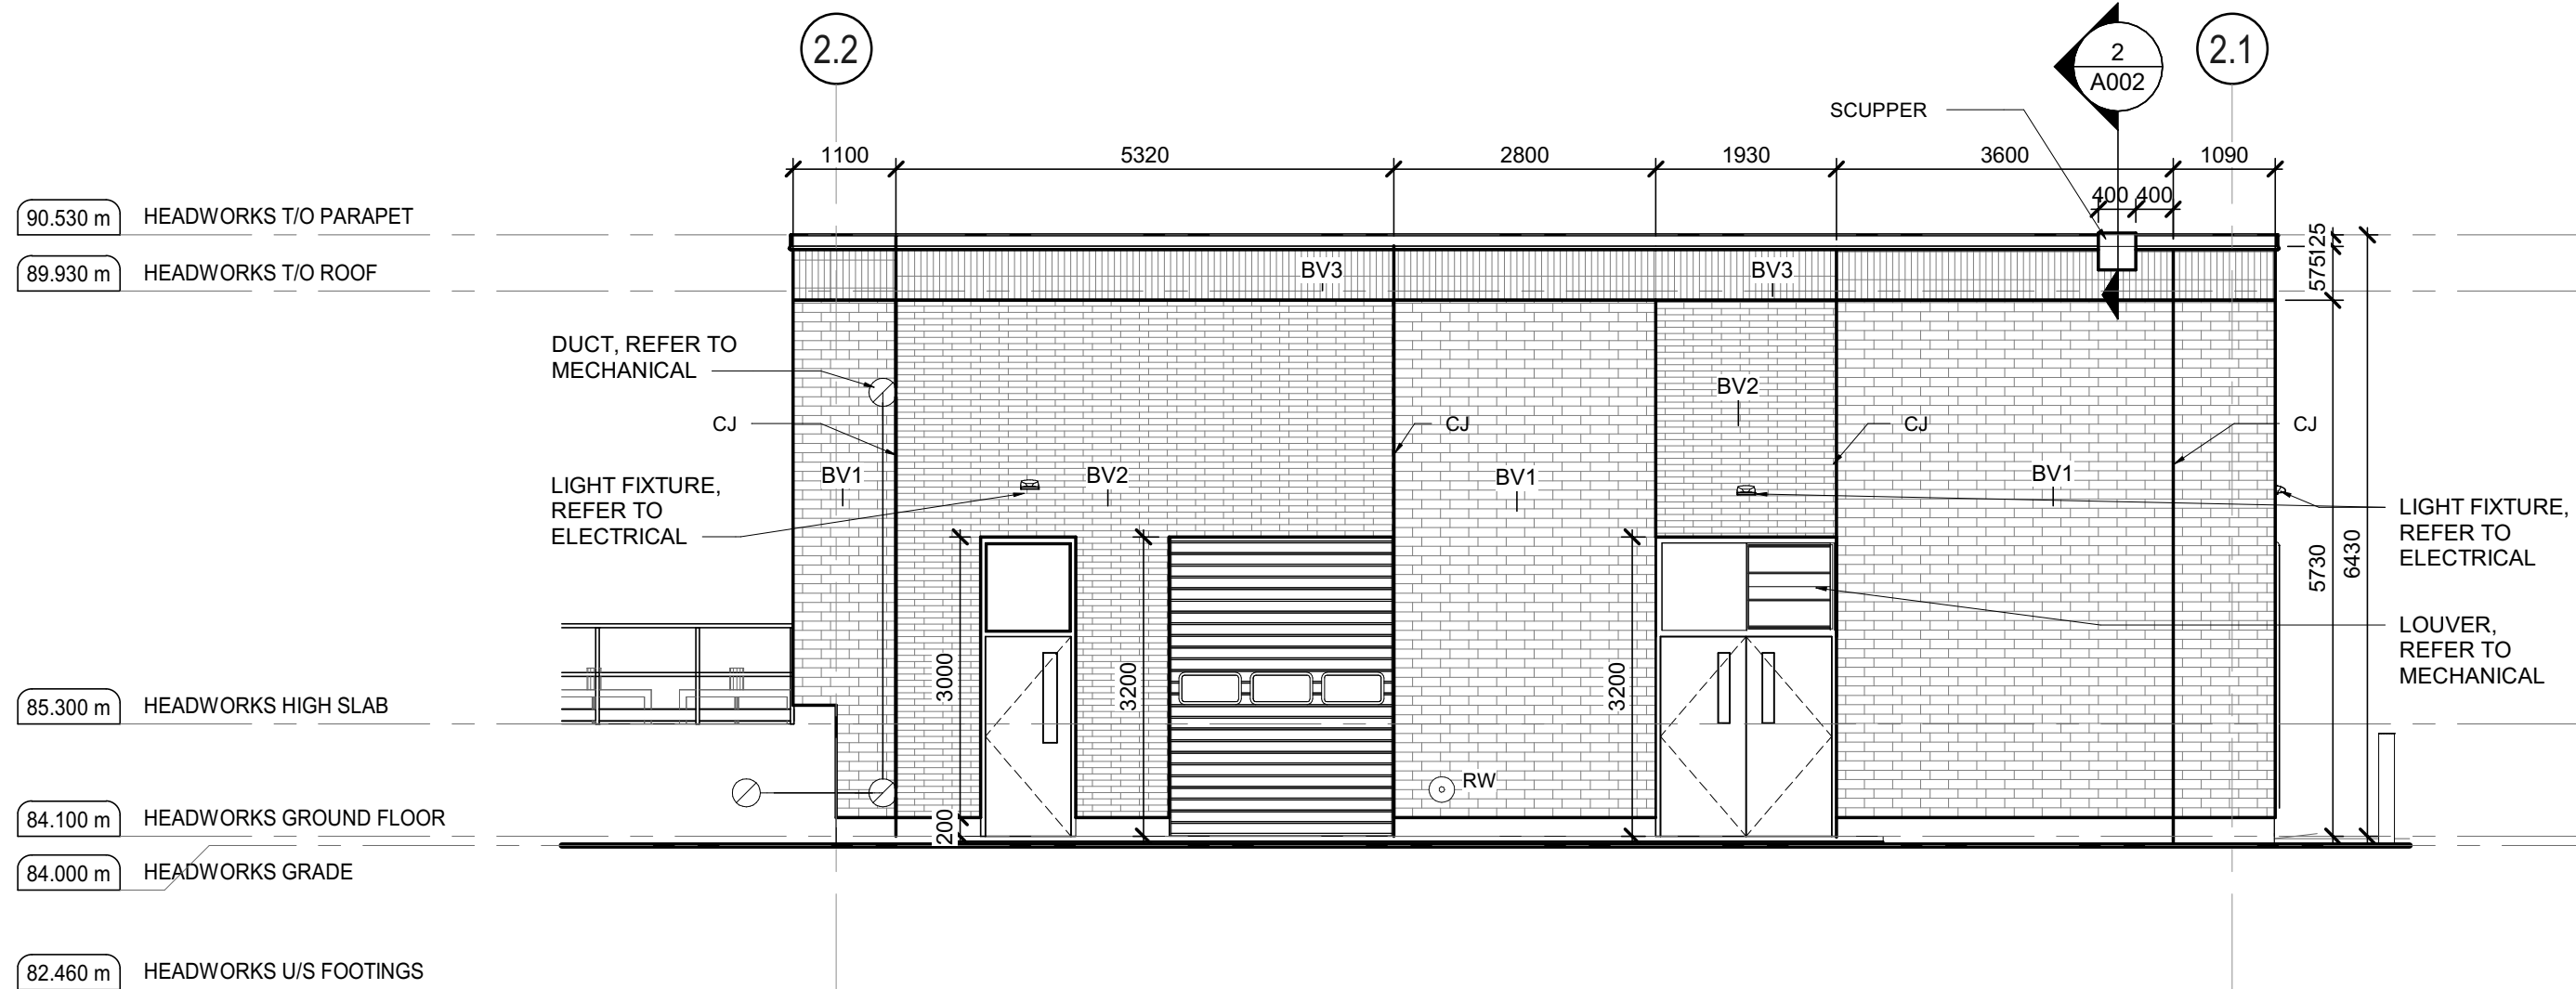 2.2
2
A002
2.1
SCUPPER
1100
5320
2800
1930
3600
1090
400
400
90.530 m
HEADWORKS T/O PARAPET
125
89.930 m
HEADWORKS T/O ROOF
BV3
BV3
575
DUCT, REFER TO
MECHANICAL
BV2
CJ
CJ
CJ
CJ
BV1
BV2
BV1
BV1
LIGHT FIXTURE,
REFER TO
ELECTRICAL
LIGHT FIXTURE,
REFER TO
ELECTRICAL
5730
6430
LOUVER,
REFER TO
MECHANICAL
3000
3200
3200
85.300 m
HEADWORKS HIGH SLAB
RW
84.100 m
HEADWORKS GROUND FLOOR
200
84.000 m
HEADWORKS GRADE
82.460 m
HEADWORKS U/S FOOTINGS